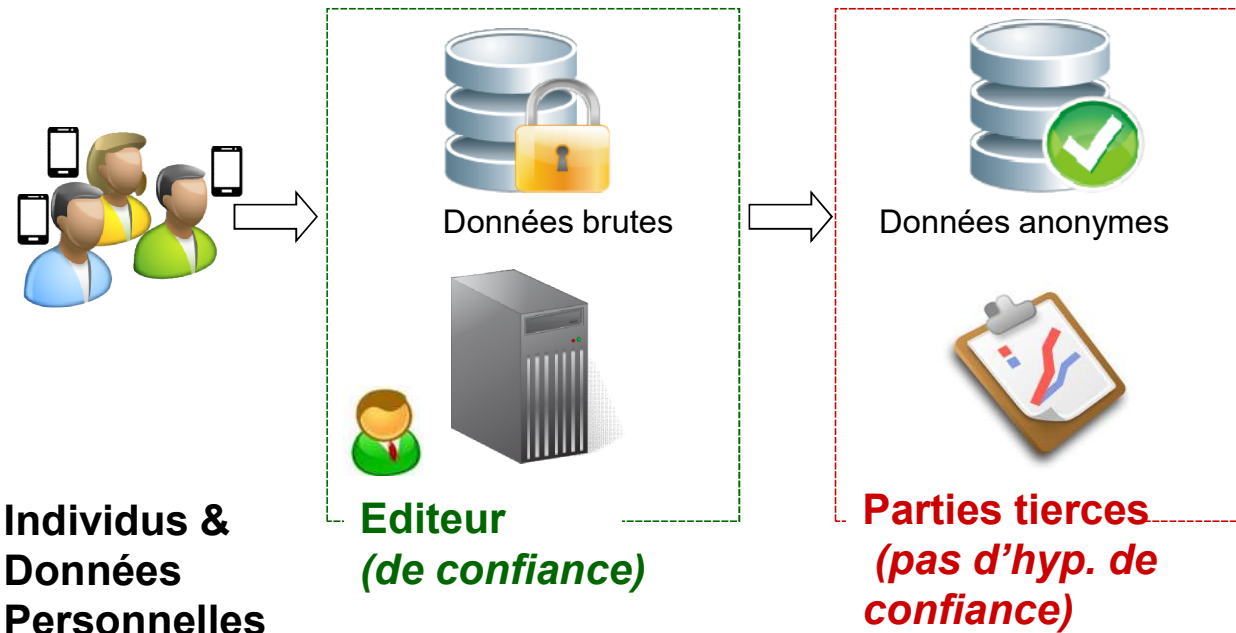 Données brutes
Données anonymes
Individus &
Données
Personnelles
Editeur
(de confiance)
Parties tierces
(pas d’hyp. de
confiance)